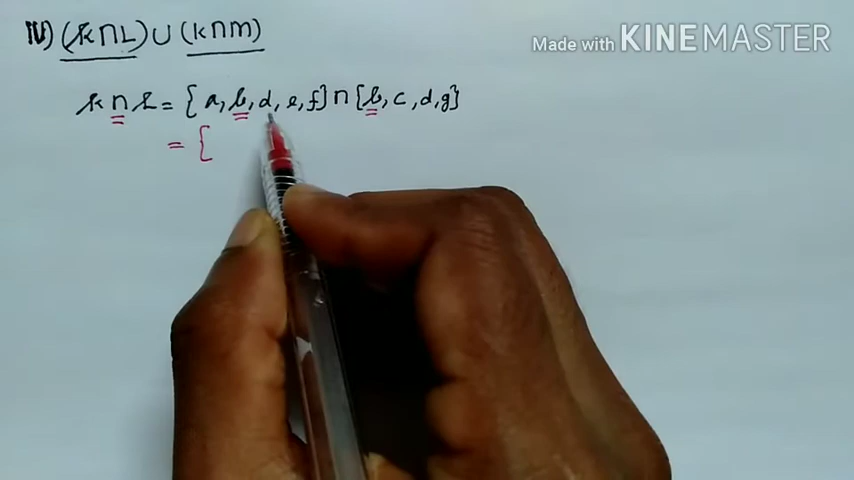 IV) (k∩L)∪(k∩m)
Made with KINEMASTER
k∩L = {a, b, d, e, f}∩{b, c, d, g}
= {